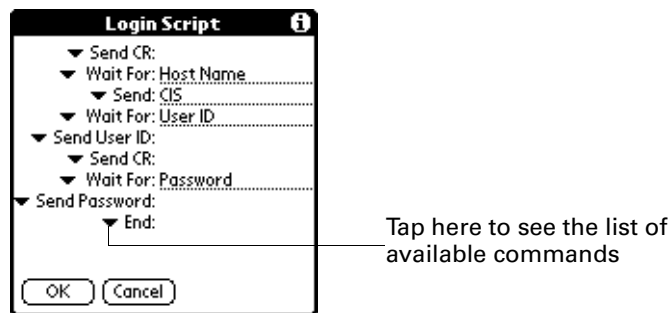 Login Script i
Send CR:
Wait For: Host Name
Send: CIS
Wait For: User ID
Send User ID:
Send CR:
Wait For: Password
Send Password:
End:
Tap here to see the list of
available commands
OK Cancel